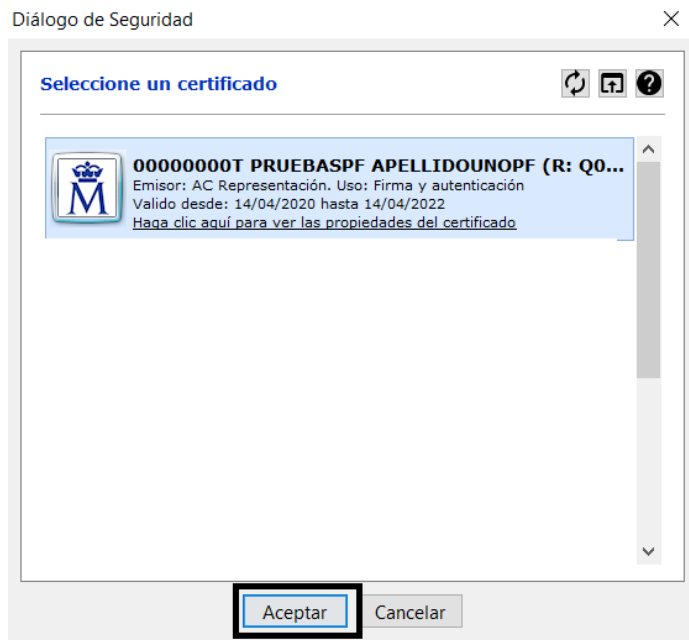 Diálogo de Seguridad
Seleccione un certificado
00000000T PRUEBASPF APELLIDOUNOPF (R: Q0...
Emisor: AC Representación. Uso: Firma y autenticación
Valido desde: 14/04/2020 hasta 14/04/2022
Haga clic aquí para ver las propiedades del certificado
Aceptar Cancelar